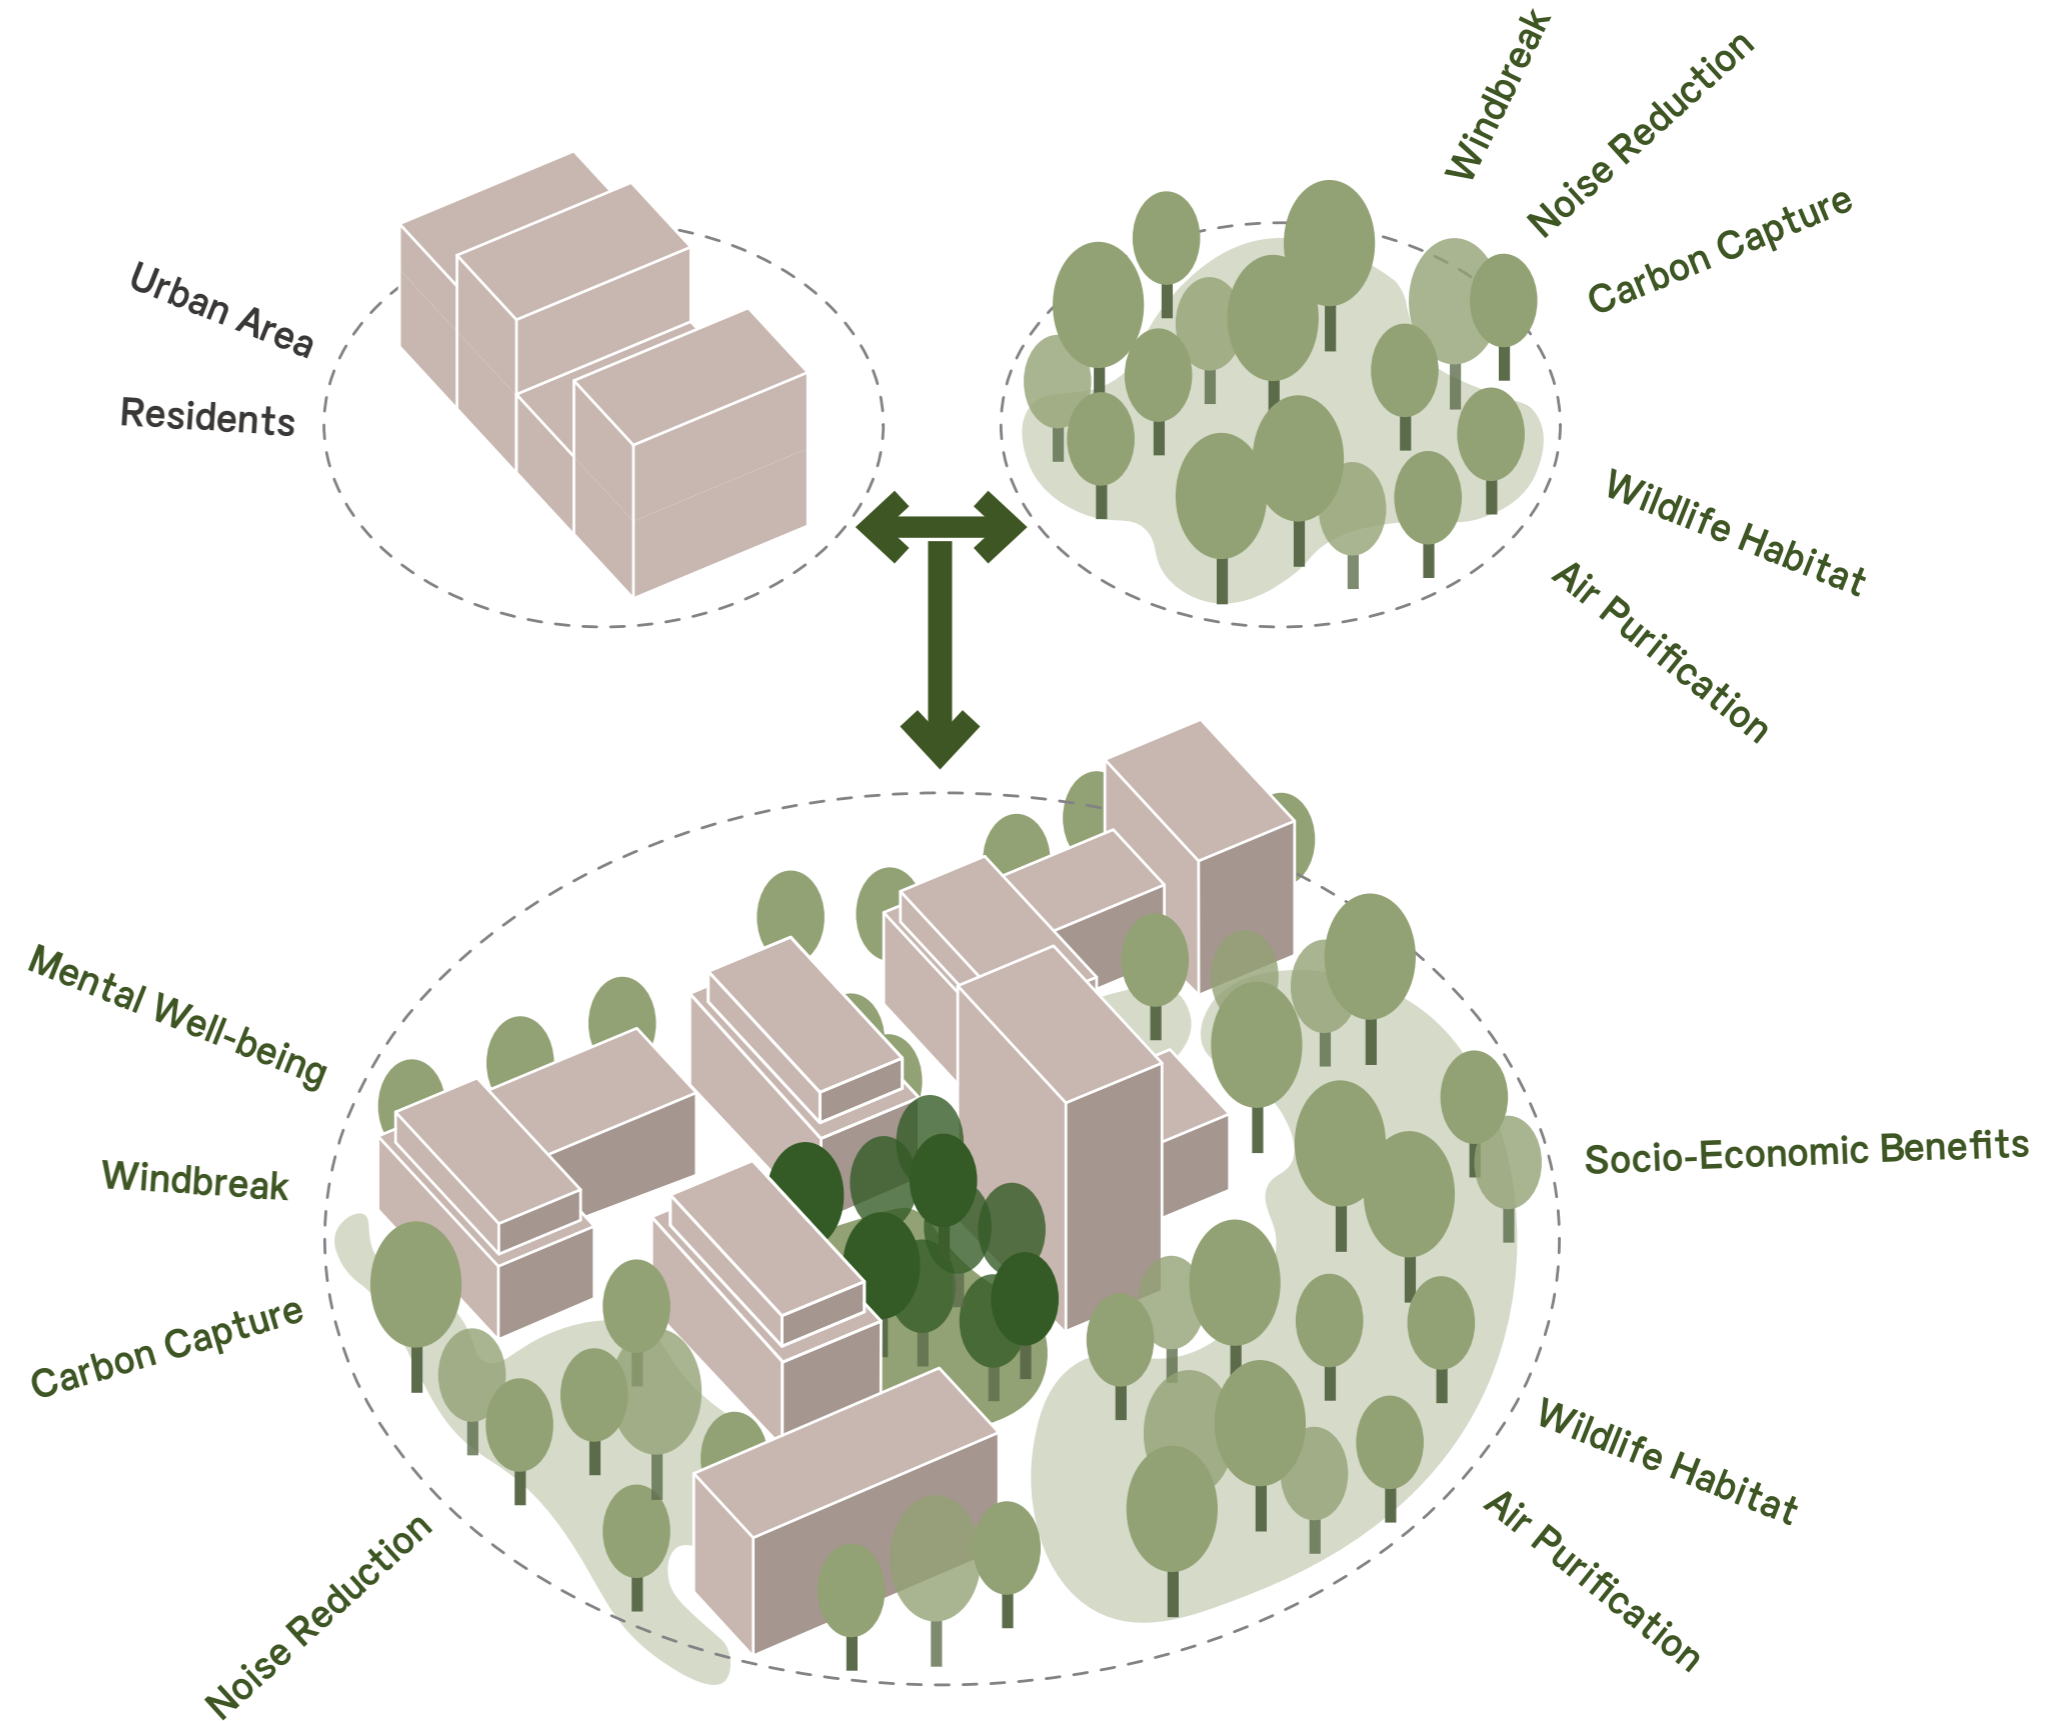 Urban Area
Residents
Windbreak
Noise Reduction
Carbon Capture
Wildlife Habitat
Air Purification
Mental Well-being
Windbreak
Carbon Capture
Noise Reduction
Socio-Economic Benefits
Wildlife Habitat
Air Purification